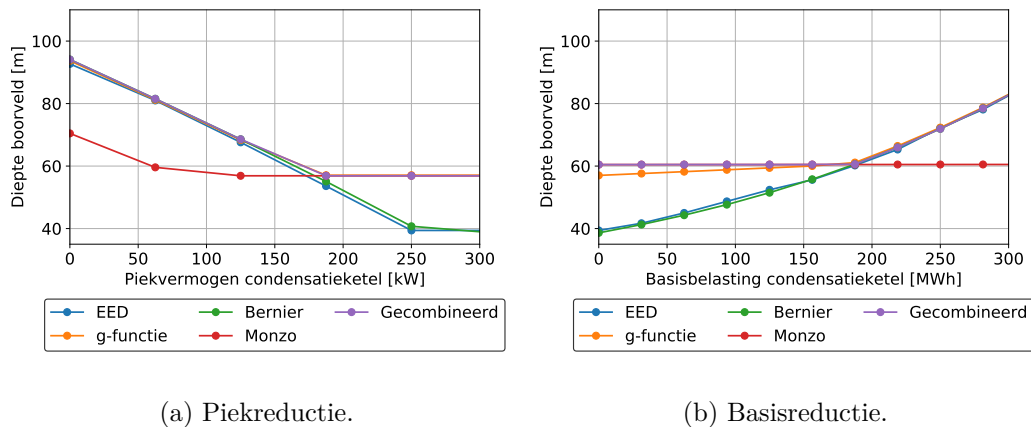 100
80
60
40
Diepte boorveld [m]
0 50 100 150 200 250 300
Piekvermogen condensatieketel [kW]
EED Bernier Gecombineerd
g-functie Monzo
(a) Piekreductie.
100
80
60
40
Diepte boorveld [m]
0 50 100 150 200 250 300
Basisbelasting condensatieketel [MWh]
EED Bernier Gecombineerd
g-functie Monzo
(b) Basisreductie.